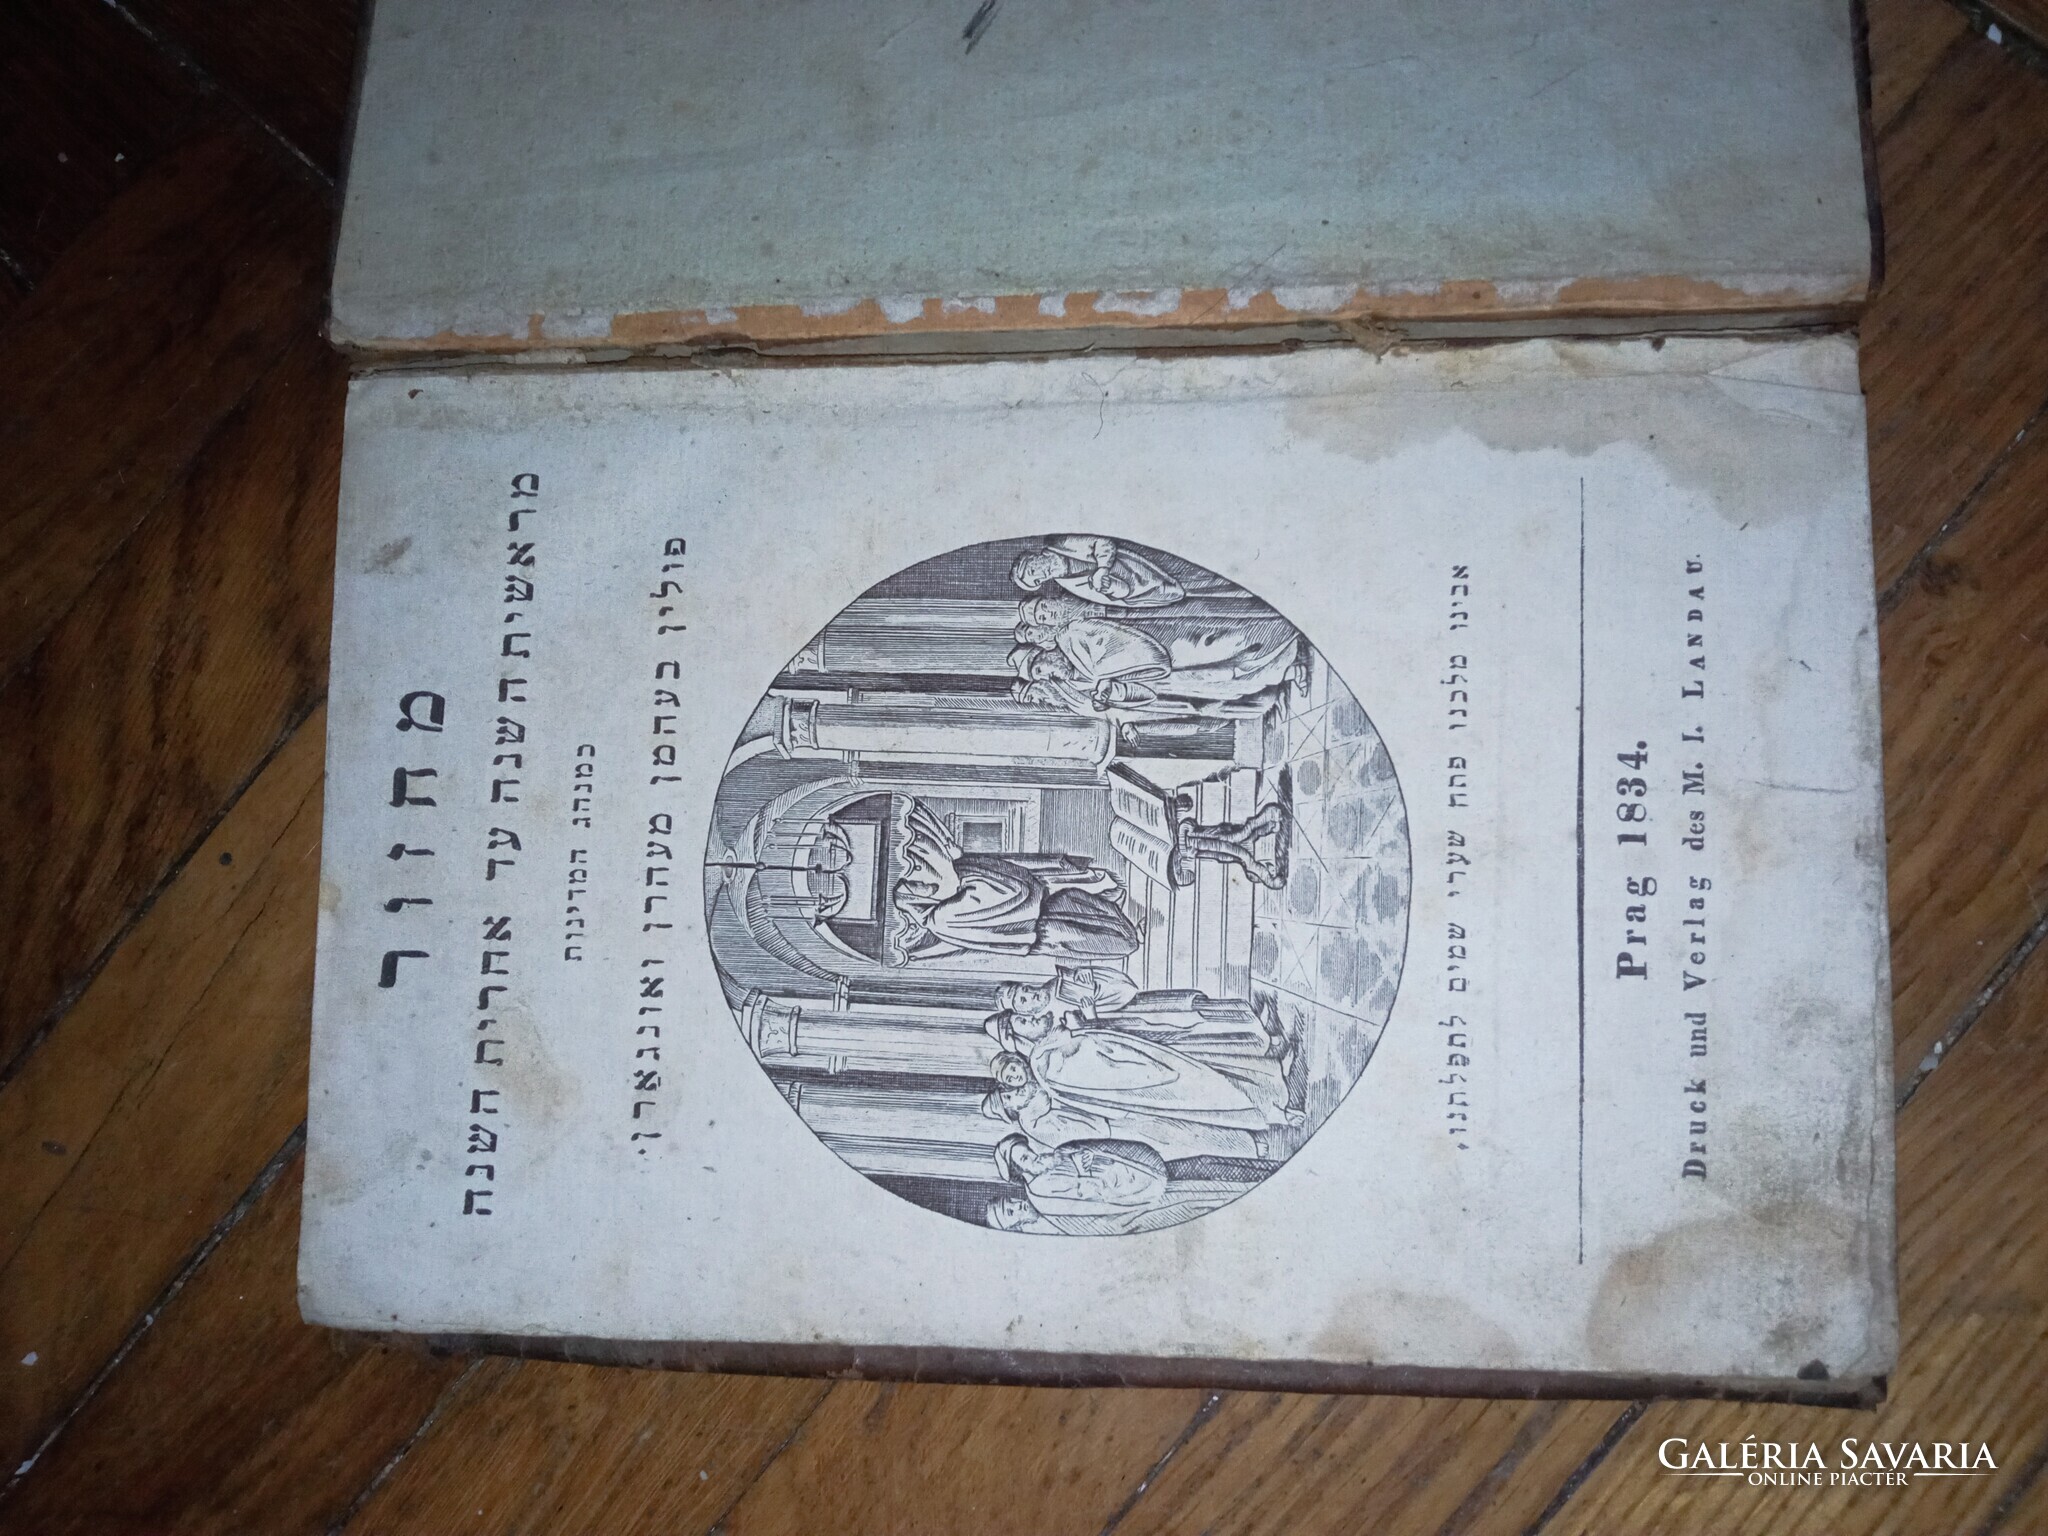 מחזור
מראשית השנה עד אחרית השנה
כמנהג המדינות
פולין בעהמן מעהרן ואונגארן.
אבינו מלכנו פתח שערי שמים לתפלתנו.
Prag 1834.
Druck und Verlag des M. I. LANDAU.
GALÉRIA SAVARIA
ONLINE PIACTÉR